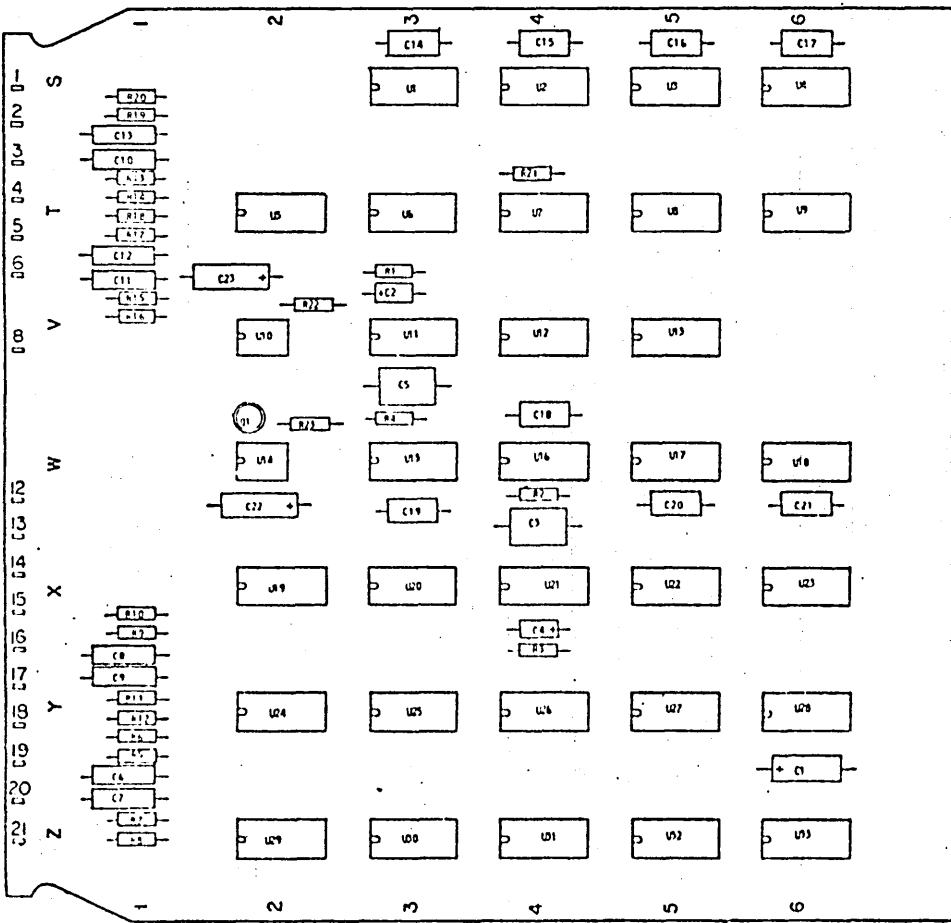 1 2 3 4 5 6
C14 C15 C16 C17
1 S U1 U2 U3 U4
R20
2 R19
C13
3 C10
R13 R21
4 R14
T U5 U6 U7 U8 U9
5 R18
R17
C12
6 C11 C23 + R1
R15 + C2
R16 R22
8 V U10 U11 U12 U13
C5
Q1 R23 R4 C18
W U14 U15 U16 U17 U18
12 R2
C22 + C19 C20 C21
13 C3
14
X U19 U20 U21 U22 U23
15
R10
16 R9 C4 +
C8 R3
17 C9
R11
18 Y R12 U24 U25 U26 U27 U28
R6
19 R5
C6 + C1
20 C7
R7
21 Z R8 U29 U30 U31 U32 U33
1 2 3 4 5 6